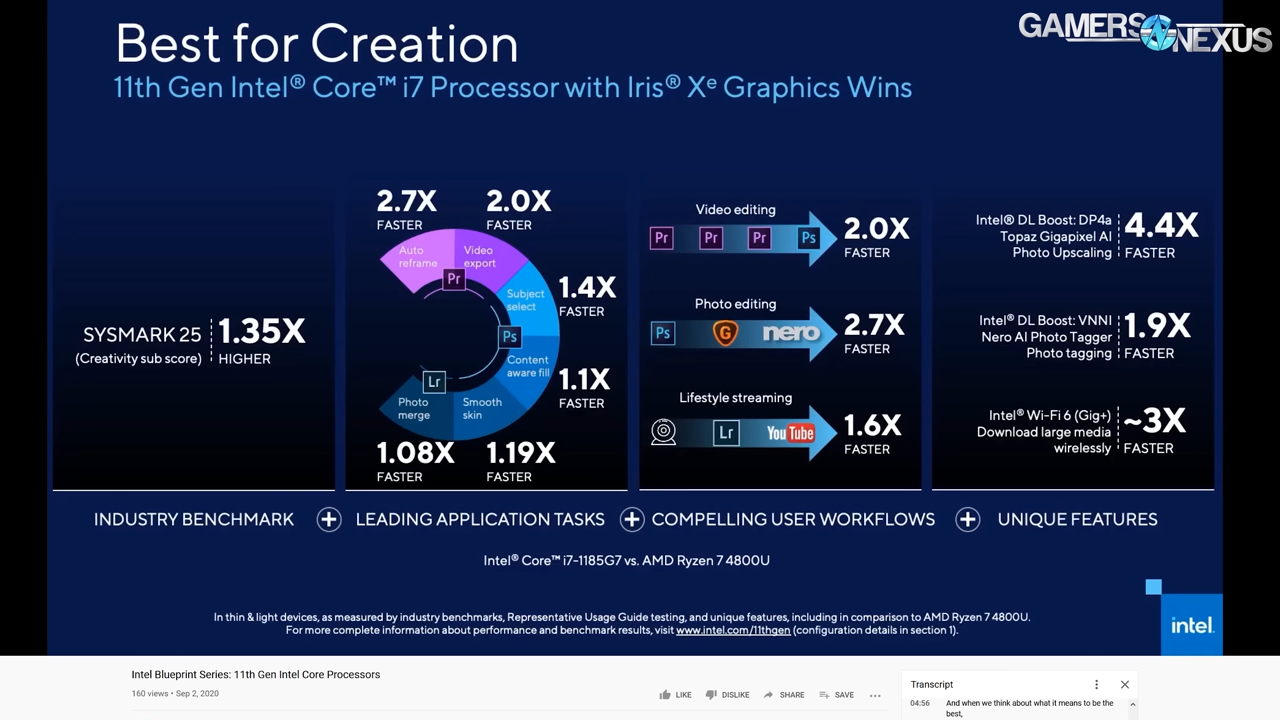 GAMERS NEXUS
Best for Creation
11th Gen Intel® Core™ i7 Processor with Iris® Xᵉ Graphics Wins
SYSMARK 25
(Creativity sub score)
1.35X
HIGHER
INDUSTRY BENCHMARK
2.7X
FASTER
2.0X
FASTER
Auto
reframe
Video
export
Pr
Subject
select
1.4X
FASTER
Ps
Content
aware fill
1.1X
FASTER
Lr
Photo
merge
Smooth
skin
1.08X
FASTER
1.19X
FASTER
LEADING APPLICATION TASKS
Video editing
Pr Pr Pr Ps
2.0X
FASTER
Photo editing
Ps G nero
2.7X
FASTER
Lifestyle streaming
Lr YouTube
1.6X
FASTER
COMPELLING USER WORKFLOWS
Intel® DL Boost: DP4a
Topaz Gigapixel AI
Photo Upscaling
4.4X
FASTER
Intel® DL Boost: VNNI
Nero AI Photo Tagger
Photo tagging
1.9X
FASTER
Intel® Wi-Fi 6 (Gig+)
Download large media
wirelessly
~3X
FASTER
UNIQUE FEATURES
Intel® Core™ i7-1185G7 vs. AMD Ryzen 7 4800U
In thin & light devices, as measured by industry benchmarks, Representative Usage Guide testing, and unique features, including in comparison to AMD Ryzen 7 4800U.
For more complete information about performance and benchmark results, visit www.intel.com/11thgen (configuration details in section 1).
intel.
Intel Blueprint Series: 11th Gen Intel Core Processors
160 views • Sep 2, 2020
LIKE DISLIKE SHARE SAVE
Transcript
04:56 And when we think about what it means to be the
best,